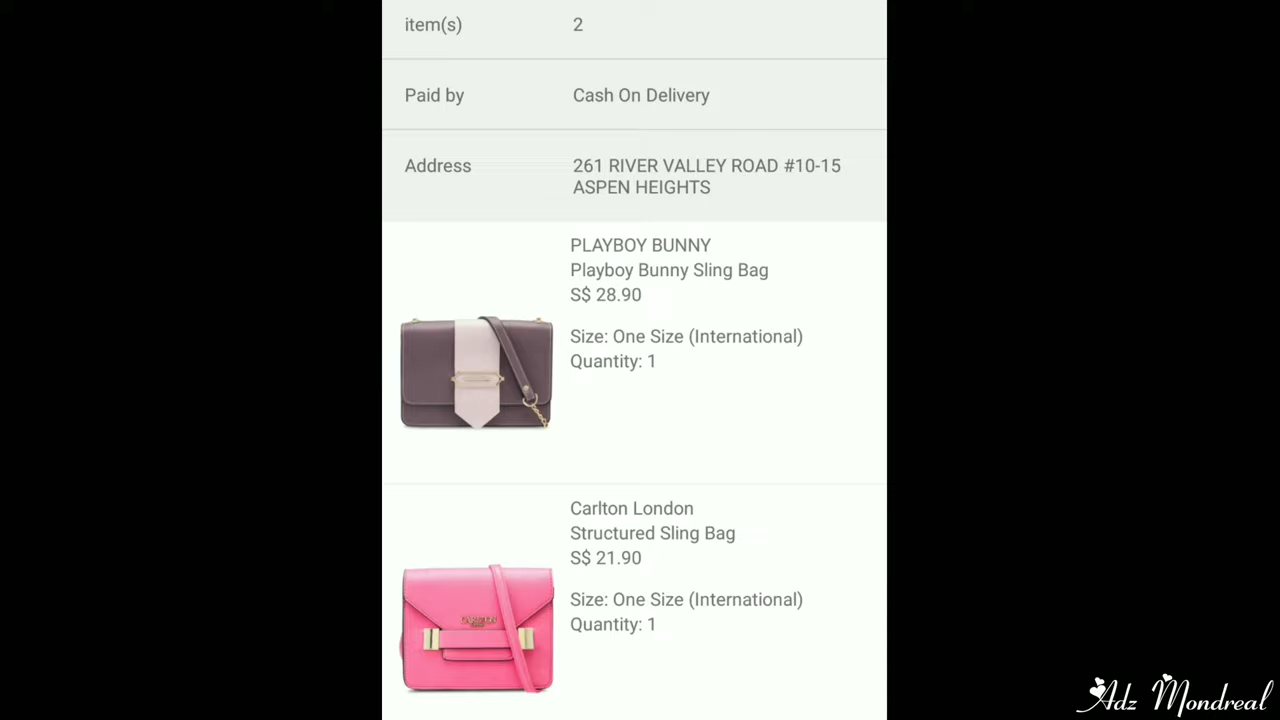 item(s) 2
Paid by Cash On Delivery
Address 261 RIVER VALLEY ROAD #10-15
ASPEN HEIGHTS
PLAYBOY BUNNY
Playboy Bunny Sling Bag
S$ 28.90
Size: One Size (International)
Quantity: 1
Carlton London
Structured Sling Bag
S$ 21.90
Size: One Size (International)
Quantity: 1
CARLTON
Adz Mondreal